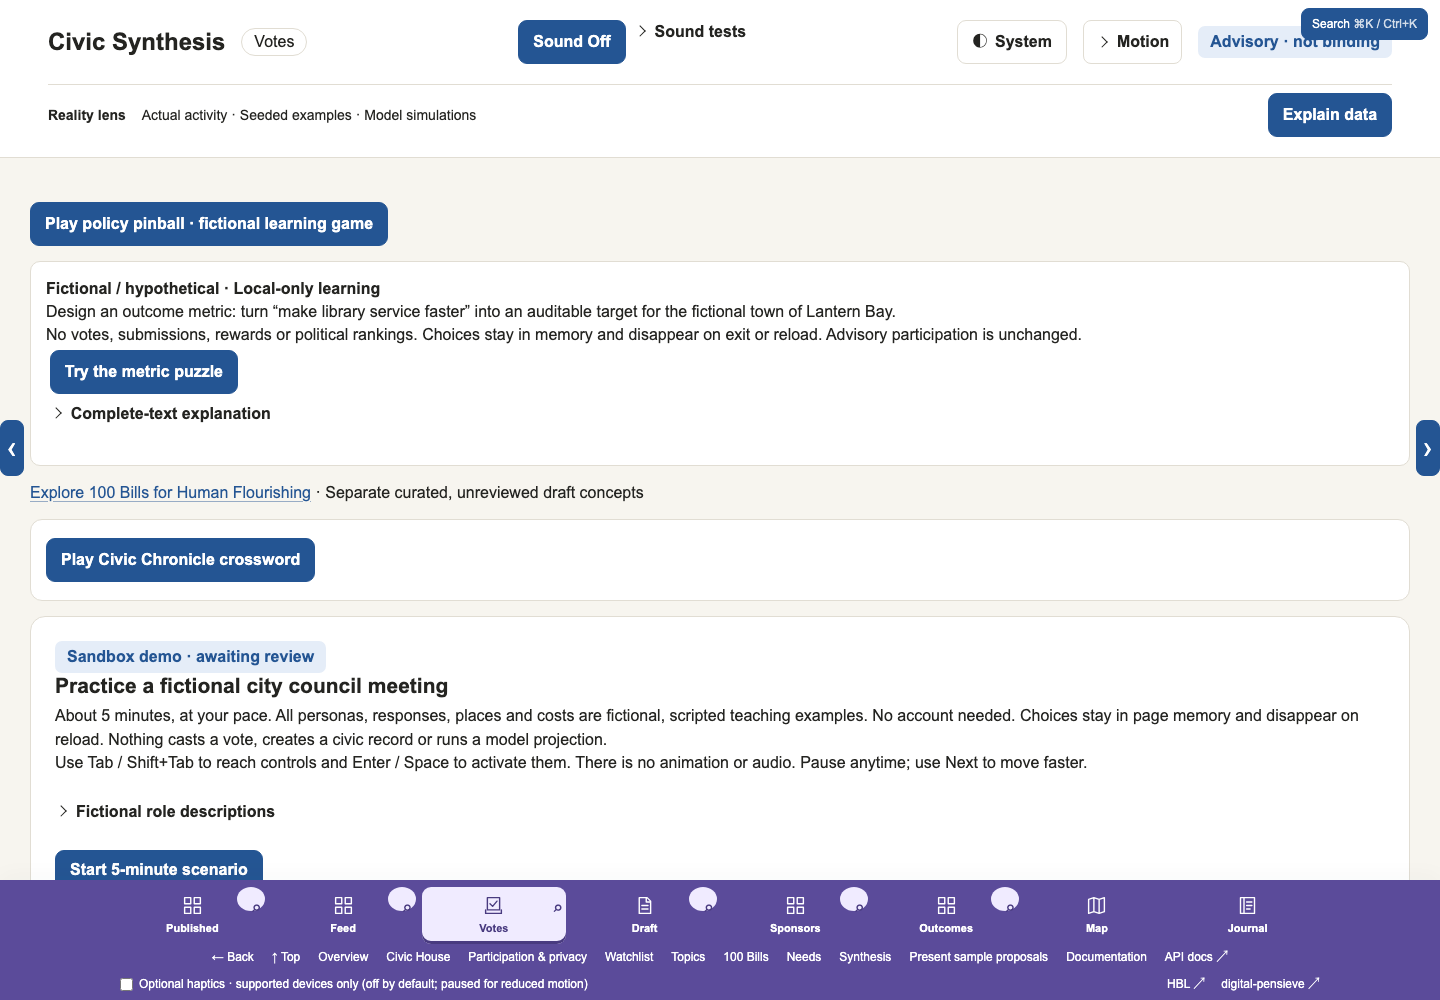 Civic Synthesis
Votes
Sound Off
Sound tests
System
Motion
Advisory · not binding
Search ⌘K / Ctrl+K
Reality lens
Actual activity · Seeded examples · Model simulations
Explain data
Play policy pinball · fictional learning game
Fictional / hypothetical · Local-only learning
Design an outcome metric: turn “make library service faster” into an auditable target for the fictional town of Lantern Bay.
No votes, submissions, rewards or political rankings. Choices stay in memory and disappear on exit or reload. Advisory participation is unchanged.
Try the metric puzzle
Complete-text explanation
Explore 100 Bills for Human Flourishing · Separate curated, unreviewed draft concepts
Play Civic Chronicle crossword
Sandbox demo · awaiting review
Practice a fictional city council meeting
About 5 minutes, at your pace. All personas, responses, places and costs are fictional, scripted teaching examples. No account needed. Choices stay in page memory and disappear on
reload. Nothing casts a vote, creates a civic record or runs a model projection.
Use Tab / Shift+Tab to reach controls and Enter / Space to activate them. There is no animation or audio. Pause anytime; use Next to move faster.
Fictional role descriptions
Start 5-minute scenario
Published
Feed
Votes
Draft
Sponsors
Outcomes
Map
Journal
← Back
↑ Top
Overview
Civic House
Participation & privacy
Watchlist
Topics
100 Bills
Needs
Synthesis
Present sample proposals
Documentation
API docs ↗
Optional haptics · supported devices only (off by default; paused for reduced motion)
HBL ↗
digital-pensieve ↗